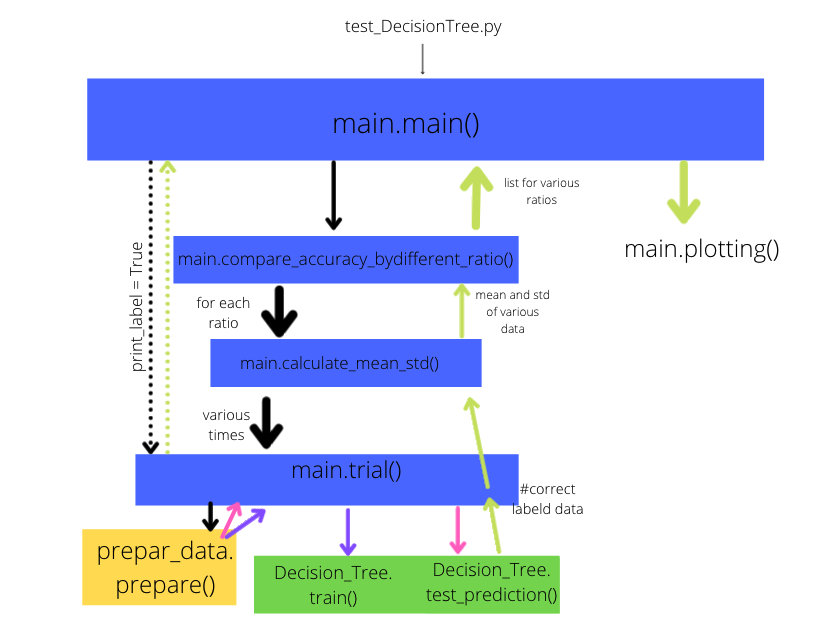 test_DecisionTree.py
main.main()
list for various
ratios
main.plotting()
print_label = True
main.compare_accuracy_bydifferent_ratio()
for each
ratio
mean and std
of various
data
main.calculate_mean_std()
various
times
main.trial()
#correct
labeld data
prepar_data.
prepare()
Decision_Tree.
train()
Decision_Tree.
test_prediction()